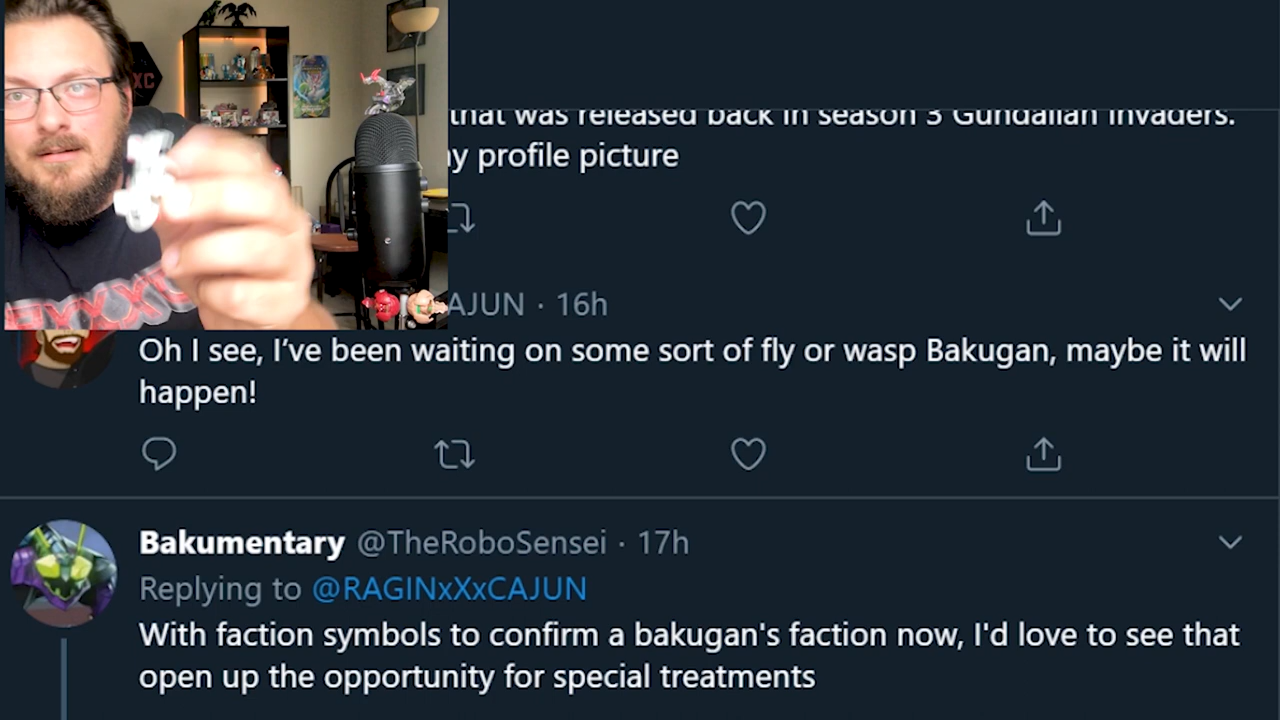 that was released back in season 3 Gundalian Invaders.
profile picture
AJUN · 16h
Oh I see, I’ve been waiting on some sort of fly or wasp Bakugan, maybe it will
happen!
Bakumentary @TheRoboSensei · 17h
Replying to @RAGINxXxCAJUN
With faction symbols to confirm a bakugan's faction now, I'd love to see that
open up the opportunity for special treatments